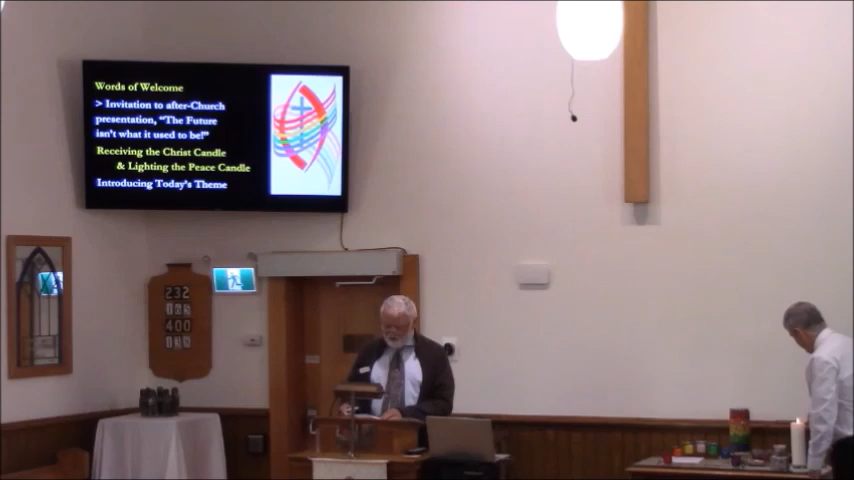 Words of Welcome
> Invitation to after-Church
presentation, “The Future
isn’t what it used to be!”
Receiving the Christ Candle
& Lighting the Peace Candle
Introducing Today’s Theme
232
400